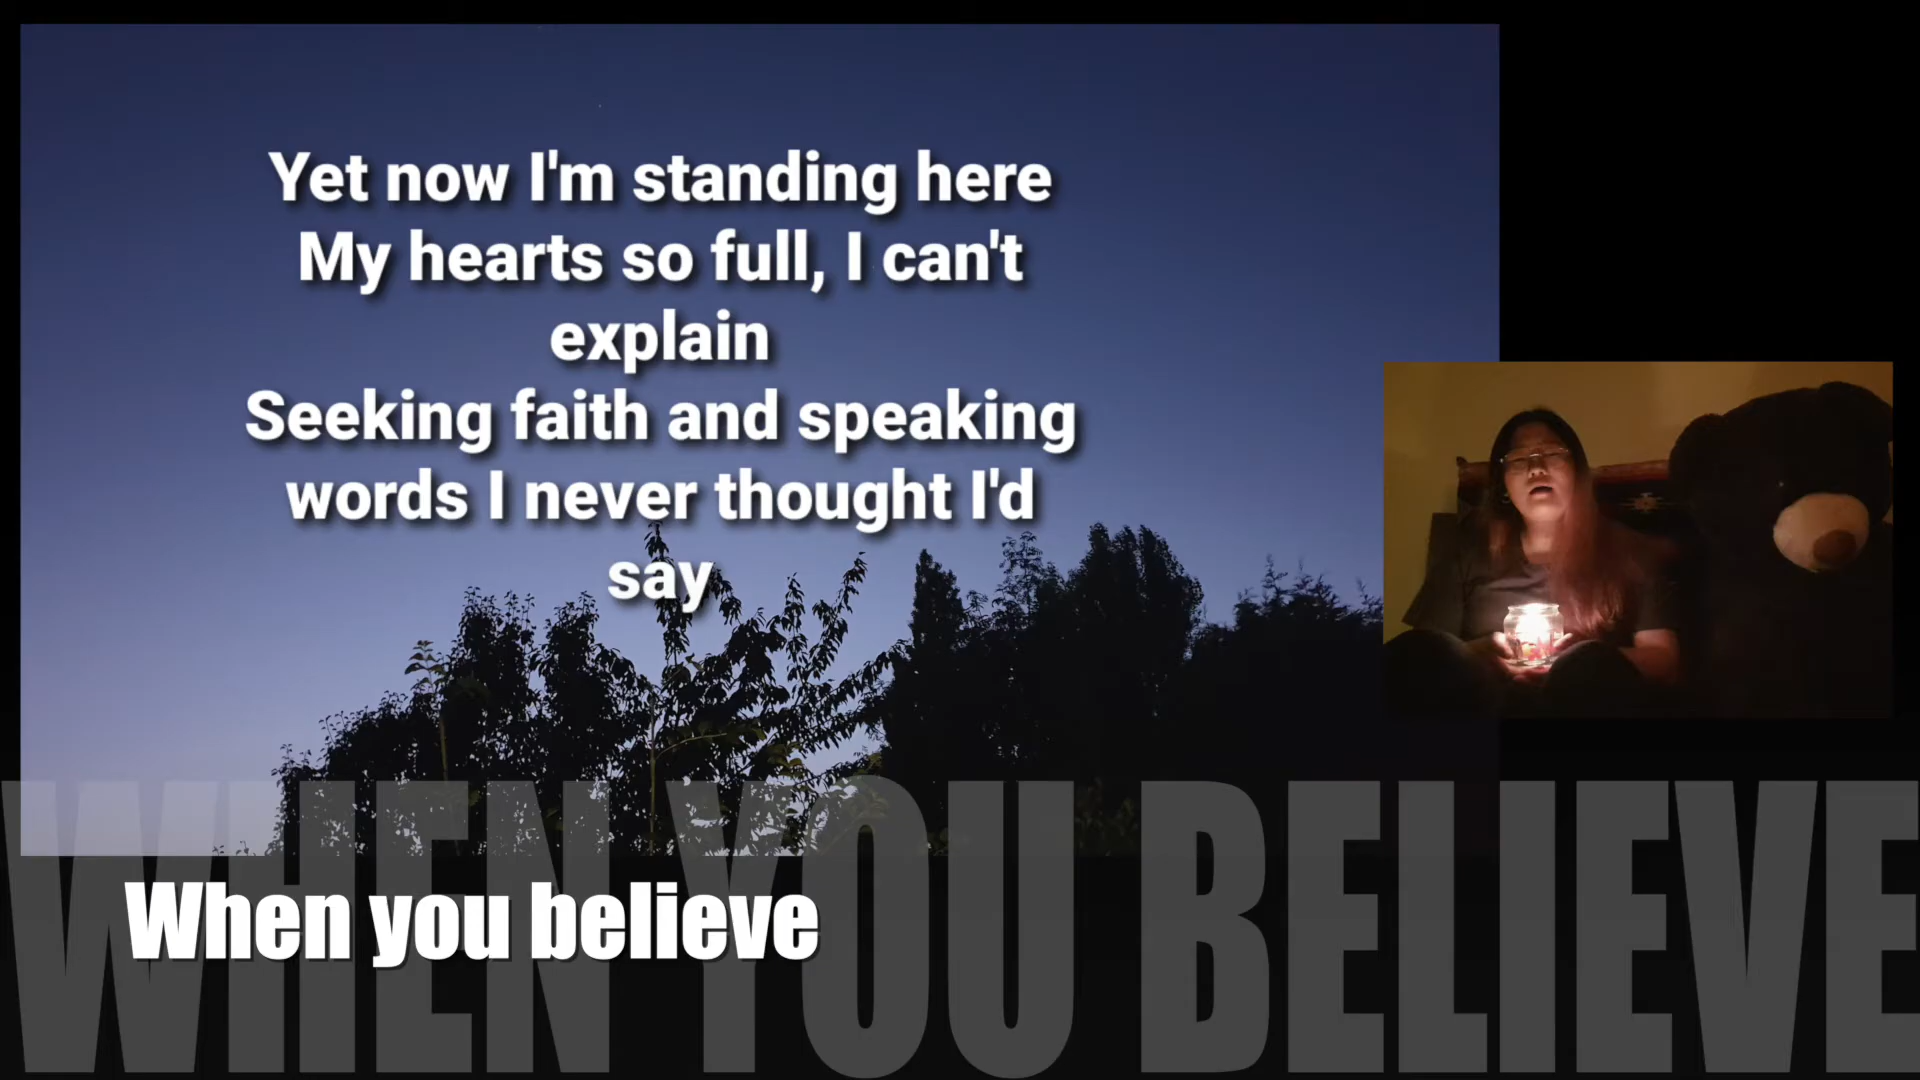 Yet now I'm standing here
My hearts so full, I can't
explain
Seeking faith and speaking
words I never thought I'd
say
WHEN YOU BELIEVE
When you believe